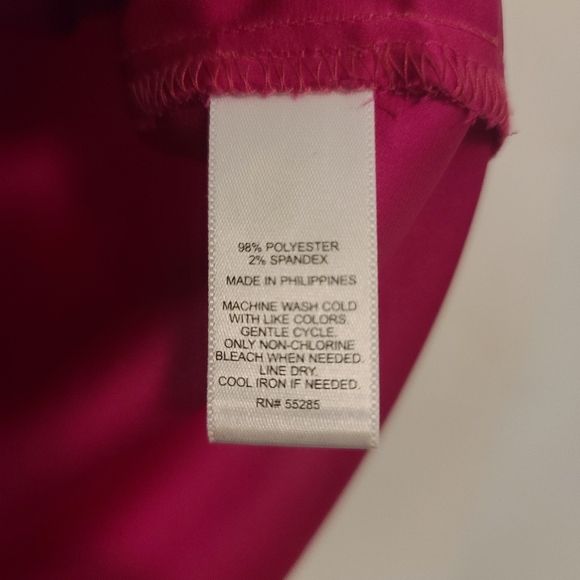 98% POLYESTER
2% SPANDEX
MADE IN PHILIPPINES
MACHINE WASH COLD
WITH LIKE COLORS.
GENTLE CYCLE.
ONLY NON-CHLORINE
BLEACH WHEN NEEDED.
LINE DRY.
COOL IRON IF NEEDED.
RN# 55285